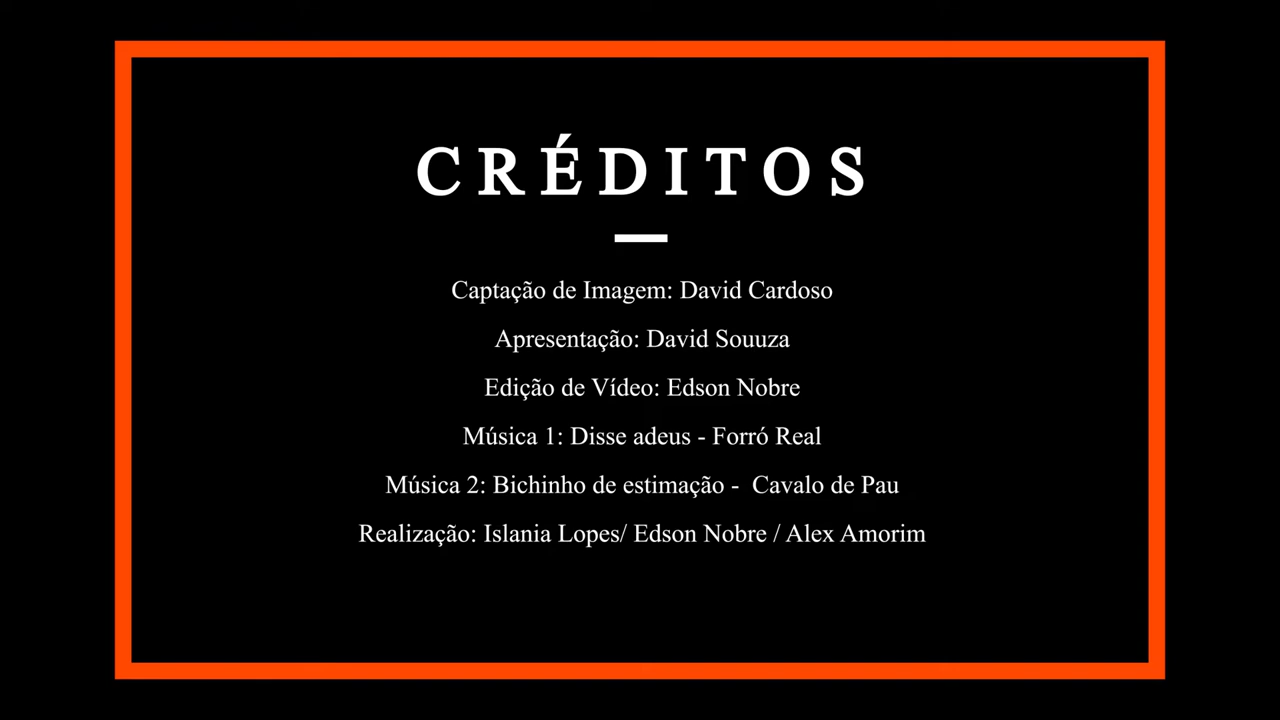 CRÉDITOS
Captação de Imagem: David Cardoso
Apresentação: David Souuza
Edição de Vídeo: Edson Nobre
Música 1: Disse adeus - Forró Real
Música 2: Bichinho de estimação -  Cavalo de Pau
Realização: Islania Lopes/ Edson Nobre / Alex Amorim